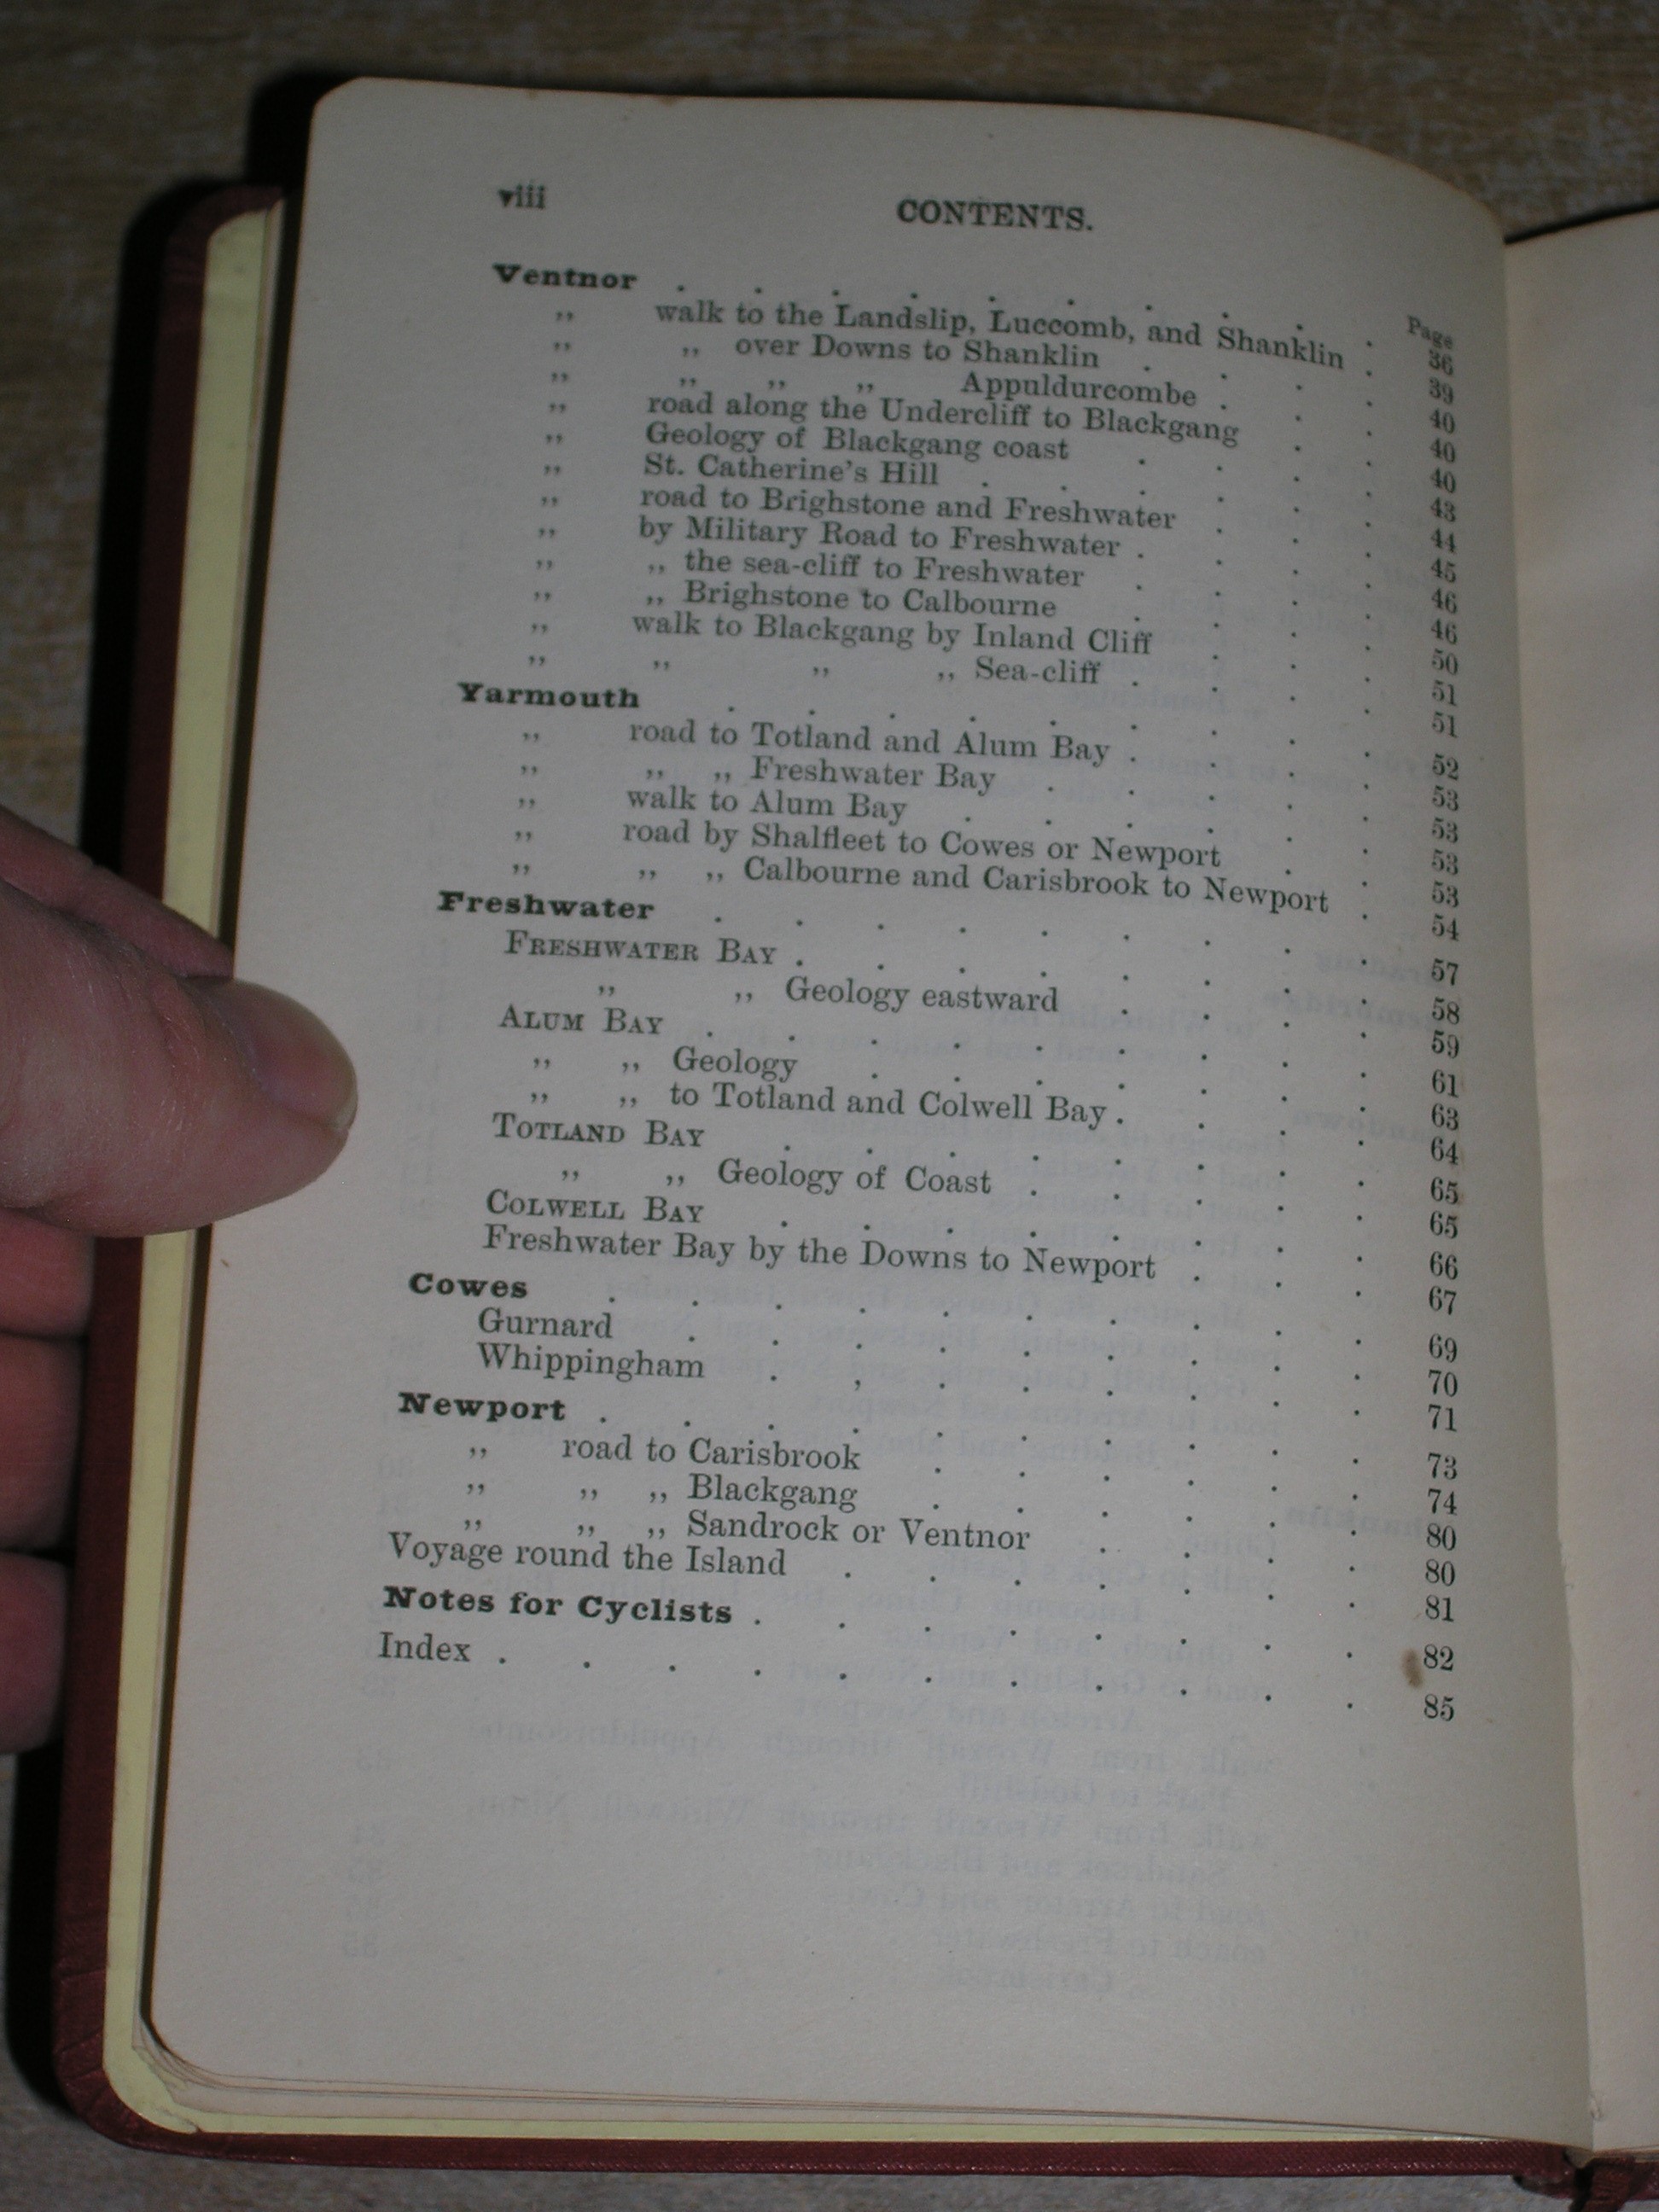 viii
CONTENTS.
Page
Ventnor . . . . . . . . . . 36
,, walk to the Landslip, Luccomb, and Shanklin . 39
,, ,, over Downs to Shanklin . . . . 40
,, ,, ,, ,, Appuldurcombe . . . 40
,, road along the Undercliff to Blackgang . . 40
,, Geology of Blackgang coast . . . . 43
,, St. Catherine's Hill . . . . . . 44
,, road to Brighstone and Freshwater . . . 45
,, by Military Road to Freshwater . . . . 46
,, ,, the sea-cliff to Freshwater . . . . 46
,, ,, Brighstone to Calbourne . . . . 50
,, walk to Blackgang by Inland Cliff . . . 51
,, ,, ,, ,, Sea-cliff . . . . 51
Yarmouth . . . . . . . . . 52
,, road to Totland and Alum Bay . . . . 53
,, ,, ,, Freshwater Bay . . . . . 53
,, walk to Alum Bay . . . . . . 53
,, road by Shalfleet to Cowes or Newport . . 53
,, ,, ,, Calbourne and Carisbrook to Newport . 54
Freshwater . . . . . . . . . 57
FRESHWATER BAY . . . . . . . . 58
,, ,, Geology eastward . . . . 59
ALUM BAY . . . . . . . . . 61
,, ,, Geology . . . . . . . 63
,, ,, to Totland and Colwell Bay . . . . 64
TOTLAND BAY . . . . . . . . 65
,, ,, Geology of Coast . . . . . 65
COLWELL BAY . . . . . . . . 66
Freshwater Bay by the Downs to Newport . . . 67
Cowes . . . . . . . . . . 69
Gurnard . . . . . . . . . 70
Whippingham . , . . . . . . 71
Newport . . . . . . . . . . 73
,, road to Carisbrook . . . . . . 74
,, ,, ,, Blackgang . . . . . . 80
,, ,, ,, Sandrock or Ventnor . . . . 80
Voyage round the Island . . . . . . . 81
Notes for Cyclists . . . . . . . . 82
Index . . . . . . . . . . . 85